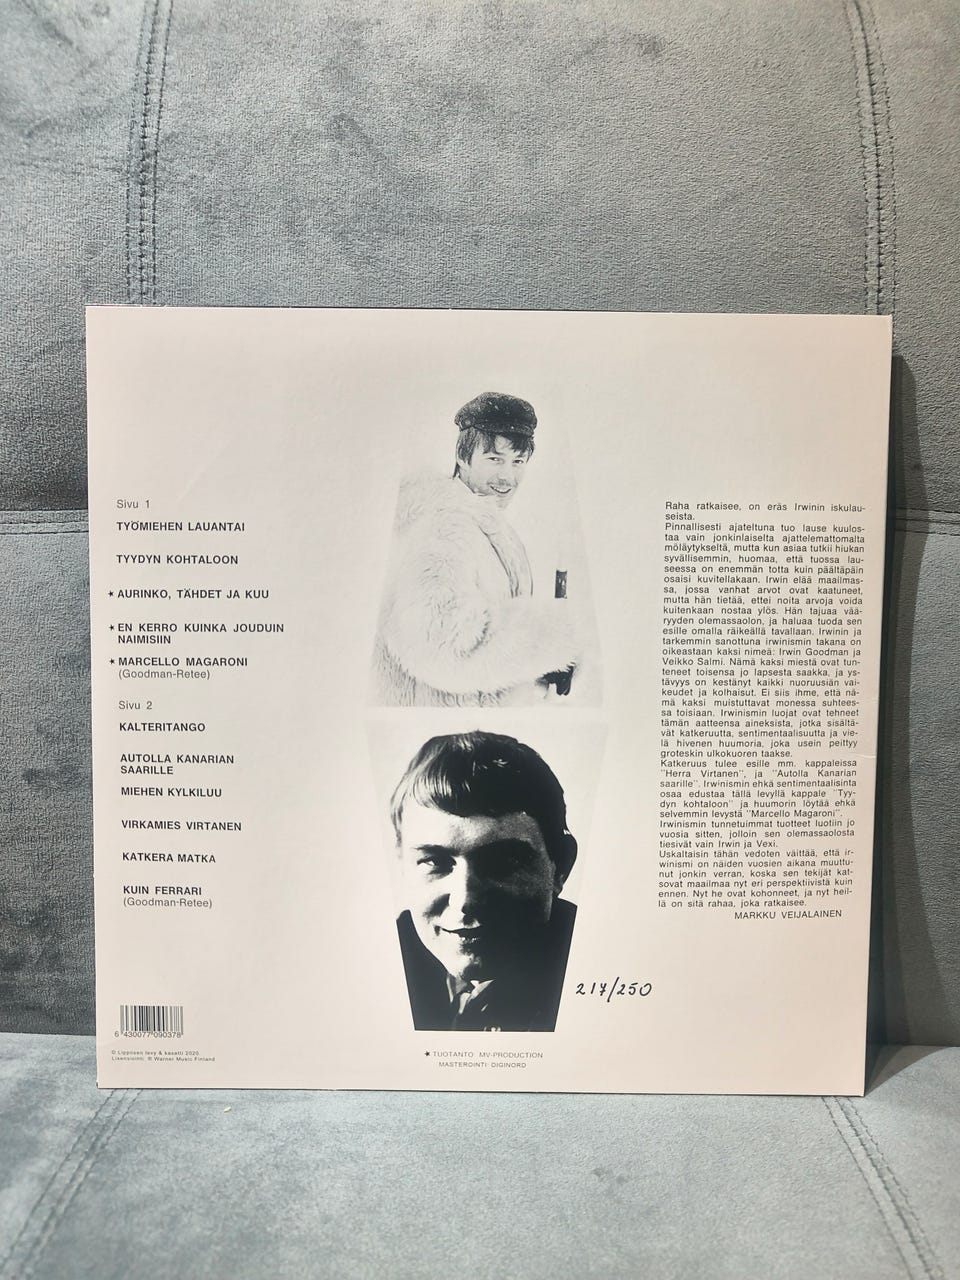 Sivu 1
TYÖMIEHEN LAUANTAI
TYYDYN KOHTALOON
★ AURINKO, TÄHDET JA KUU
★ EN KERRO KUINKA JOUDUIN
NAIMISIIN
★ MARCELLO MAGARONI
(Goodman-Retee)
Sivu 2
KALTERITANGO
AUTOLLA KANARIAN
SAARILLE
MIEHEN KYLKILUU
VIRKAMIES VIRTANEN
KATKERA MATKA
KUIN FERRARI
(Goodman-Retee)
6 430077 090378
© Lipposen levy & kasetti 2020.
Lisensiointi: ℗ Warner Music Finland
217/250
★ TUOTANTO: MV-PRODUCTION
MASTEROINTI: DIGINORD
Raha ratkaisee, on eräs Irwinin iskulau-
seista.
Pinnallisesti ajateltuna tuo lause kuulos-
taa vain jonkinlaiselta ajattelemattomalta
möläytykseltä, mutta kun asiaa tutkii hiukan
syvällisemmin, huomaa, että tuossa lau-
seessa on enemmän totta kuin päältäpäin
osaisi kuvitellakaan. Irwin elää maailmas-
sa, jossa vanhat arvot ovat kaatuneet,
mutta hän tietää, ettei noita arvoja voida
kuitenkaan nostaa ylös. Hän tajuaa vää-
ryyden olemassaolon, ja haluaa tuoda sen
esille omalla räikeällä tavallaan. Irwinin ja
tarkemmin sanottuna irwinismin takana on
oikeastaan kaksi nimeä: Irwin Goodman ja
Veikko Salmi. Nämä kaksi miestä ovat tun-
teneet toisensa jo lapsesta saakka, ja ys-
tävyys on kestänyt kaikki nuoruusiän vai-
keudet ja kolhaisut. Ei siis ihme, että nä-
mä kaksi muistuttavat monessa suhtees-
sa toisiaan. Irwinismin luojat ovat tehneet
tämän aatteensa aineksista, jotka sisältä-
vät katkeruutta, sentimentaalisuutta ja vie-
lä hivenen huumoria, joka usein peittyy
groteskin ulkokuoren taakse.
Katkeruus tulee esille mm. kappaleissa
"Herra Virtanen", ja "Autolla Kanarian
saarille". Irwinismin ehkä sentimentaalisinta
osaa edustaa tällä levyllä kappale "Tyy-
dyn kohtaloon" ja huumorin löytää ehkä
selvemmin levystä "Marcello Magaroni".
Irwinismin tunnetuimmat tuotteet luotiin jo
vuosia sitten, jolloin sen olemassaolosta
tiesivät vain Irwin ja Vexi.
Uskaltaisin tähän vedoten väittää, että ir-
winismi on näiden vuosien aikana muuttu-
nut jonkin verran, koska sen tekijät kat-
sovat maailmaa nyt eri perspektiivistä kuin
ennen. Nyt he ovat kohonneet, ja nyt heil-
lä on sitä rahaa, joka ratkaisee.
MARKKU VEIJALAINEN